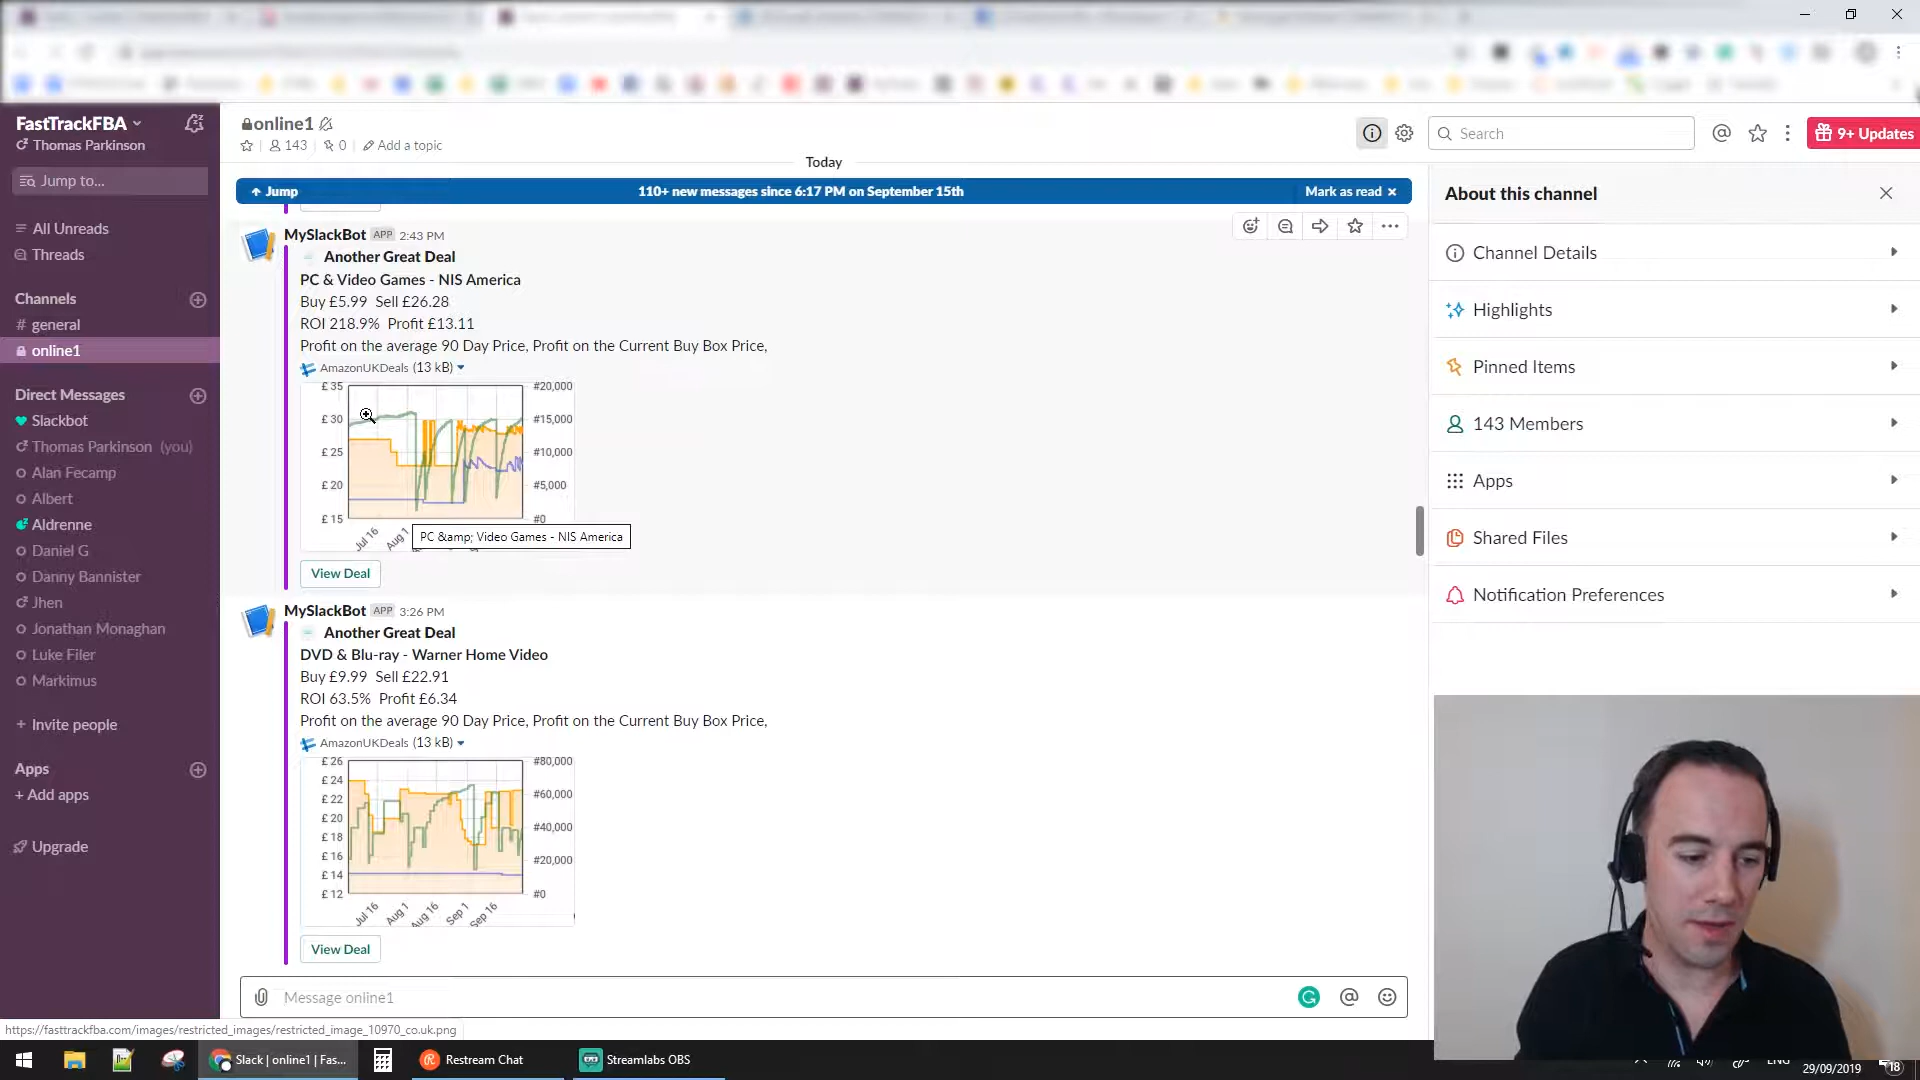 FastTrackFBA
Thomas Parkinson
Jump to...
All Unreads
Threads
Channels
# general
online1
Direct Messages
Slackbot
Thomas Parkinson (you)
Alan Fecamp
Albert
Aldrenne
Daniel G
Danny Bannister
Jhen
Jonathan Monaghan
Luke Filer
Markimus
+ Invite people
Apps
+ Add apps
Upgrade
online1
143
0
Add a topic
Search
9+ Updates
Today
Jump
110+ new messages since 6:17 PM on September 15th
Mark as read
MySlackBot APP 2:43 PM
Another Great Deal
PC & Video Games - NIS America
Buy £5.99 Sell £26.28
ROI 218.9% Profit £13.11
Profit on the average 90 Day Price, Profit on the Current Buy Box Price,
AmazonUKDeals (13 kB)
£ 35 #20,000
£ 30 #15,000
£ 25 #10,000
£ 20 #5,000
£ 15 #0
Jul 16 Aug 1
PC &amp; Video Games - NIS America
View Deal
MySlackBot APP 3:26 PM
Another Great Deal
DVD & Blu-ray - Warner Home Video
Buy £9.99 Sell £22.91
ROI 63.5% Profit £6.34
Profit on the average 90 Day Price, Profit on the Current Buy Box Price,
AmazonUKDeals (13 kB)
£ 26 #80,000
£ 24
£ 22 #60,000
£ 20
£ 18 #40,000
£ 16
#20,000
£ 14
£ 12 #0
Jul 16 Aug 1 Aug 16 Sep 1 Sep 16
View Deal
Message online1
About this channel
Channel Details
Highlights
Pinned Items
143 Members
Apps
Shared Files
Notification Preferences
https://fasttrackfba.com/images/restricted_images/restricted_image_10970_co.uk.png
Slack | online1 | Fas...
Restream Chat
Streamlabs OBS
ENG
29/09/2019
18